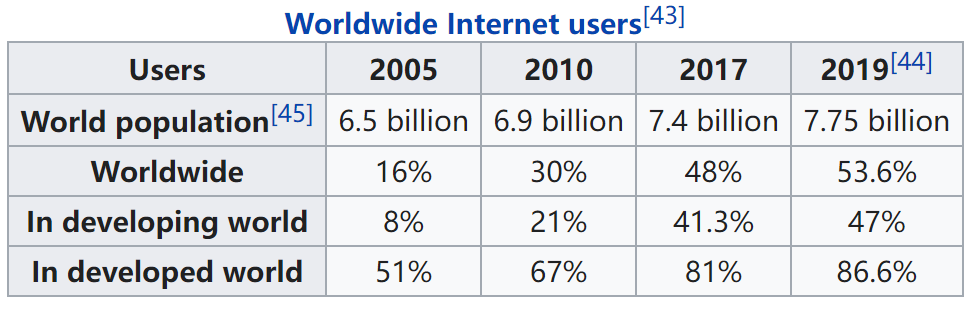 Worldwide Internet users[43]
Users 2005 2010 2017 2019[44]
World population[45] 6.5 billion 6.9 billion 7.4 billion 7.75 billion
Worldwide 16% 30% 48% 53.6%
In developing world 8% 21% 41.3% 47%
In developed world 51% 67% 81% 86.6%